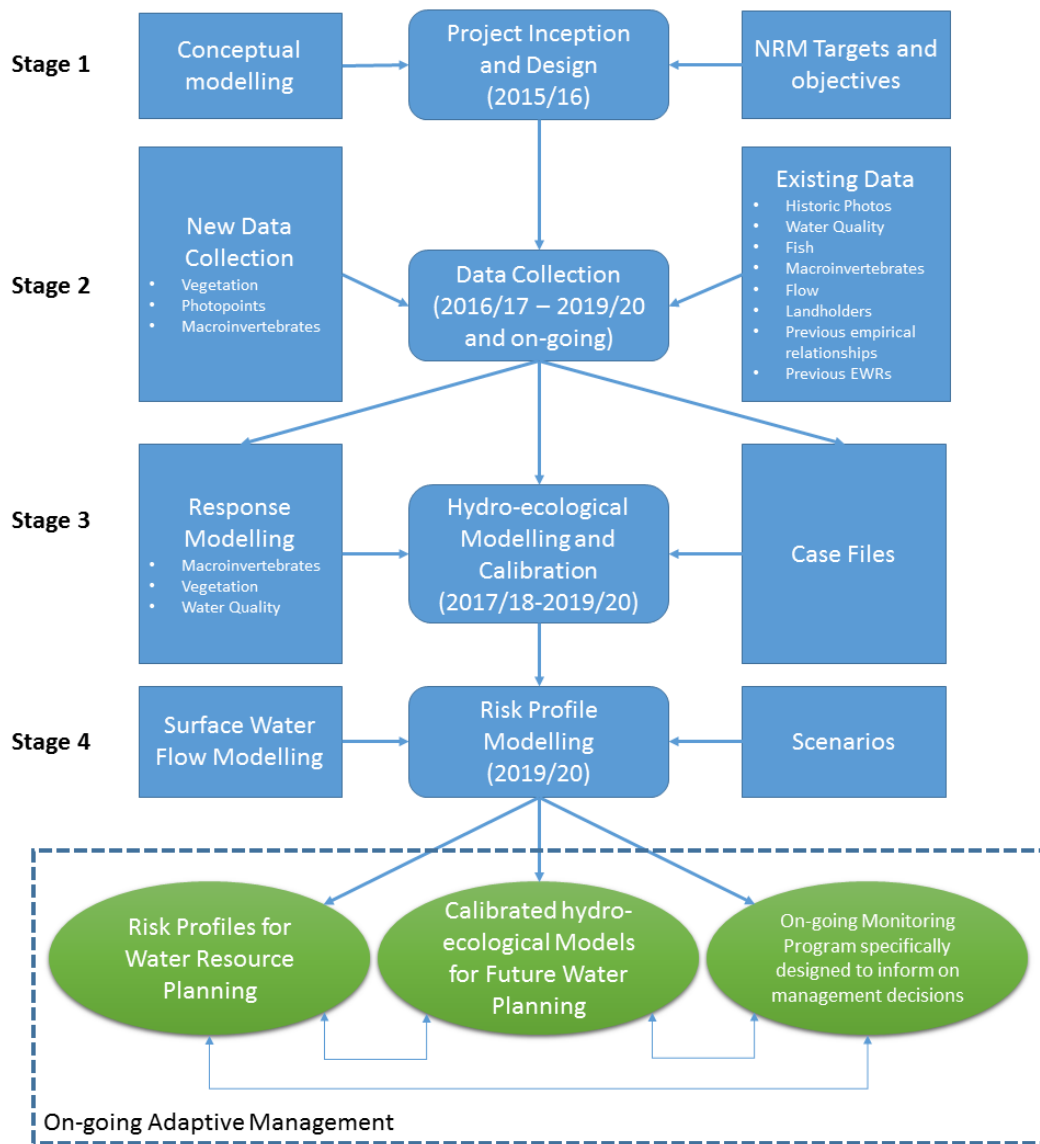 Stage 1
Conceptual
modelling
Project Inception
and Design
(2015/16)
NRM Targets and
objectives
Stage 2
New Data
Collection
• Vegetation
• Photopoints
• Macroinvertebrates
Data Collection
(2016/17 – 2019/20
and on-going)
Existing Data
• Historic Photos
• Water Quality
• Fish
• Macroinvertebrates
• Flow
• Landholders
• Previous empirical
relationships
• Previous EWRs
Stage 3
Response
Modelling
• Macroinvertebrates
• Vegetation
• Water Quality
Hydro-ecological
Modelling and
Calibration
(2017/18-2019/20)
Case Files
Stage 4
Surface Water
Flow Modelling
Risk Profile
Modelling
(2019/20)
Scenarios
Risk Profiles for
Water Resource
Planning
Calibrated hydro-
ecological Models
for Future Water
Planning
On-going Monitoring
Program specifically
designed to inform on
management decisions
On-going Adaptive Management